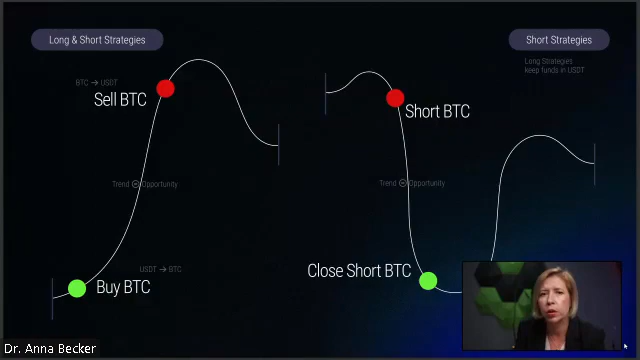 Long & Short Strategies
Short Strategies
Long Strategies
keep funds in USDT
BTC → USDT
Sell BTC
Short BTC
Trend Opportunity
Trend Opportunity
USDT → BTC
Close Short BTC
Buy BTC
Dr. Anna Becker